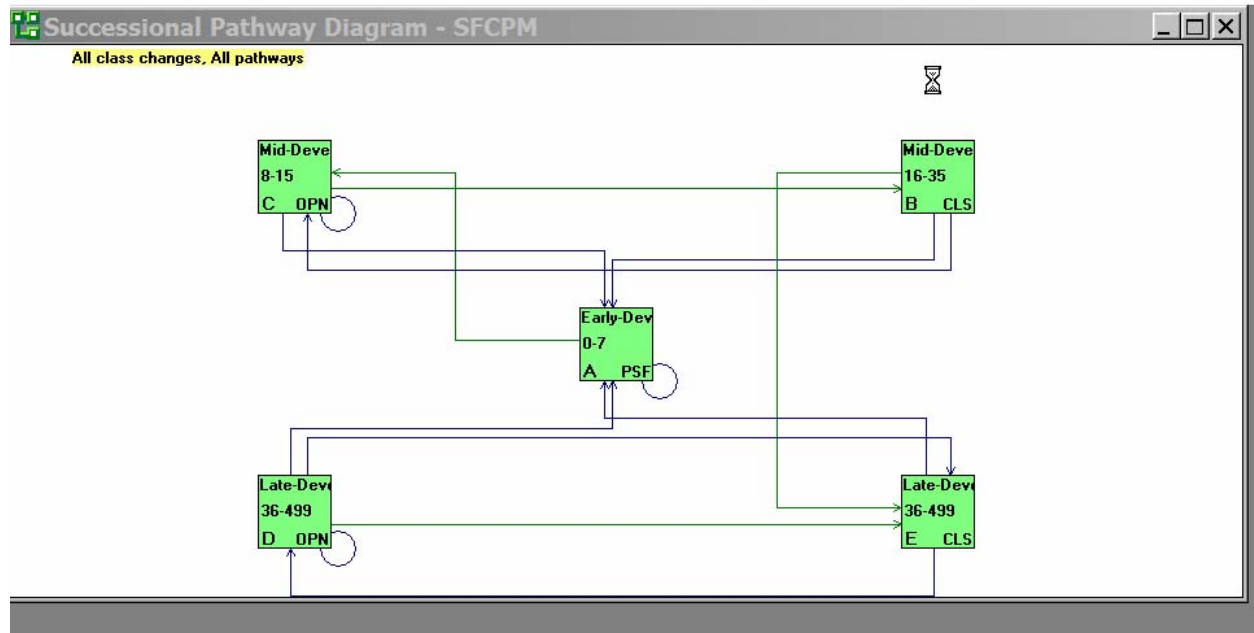 Successional Pathway Diagram - SFCPM
All class changes, All pathways
Mid-Deve
8-15
C OPN
Mid-Deve
16-35
B CLS
Early-Dev
0-7
A PSF
Late-Deve
36-499
D OPN
Late-Deve
36-499
E CLS